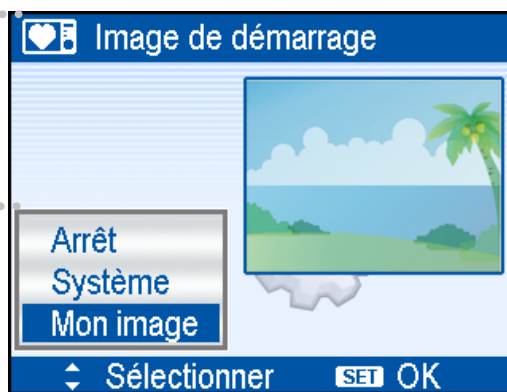 Image de démarrage
Arrêt
Système
Mon image
Sélectionner SET OK